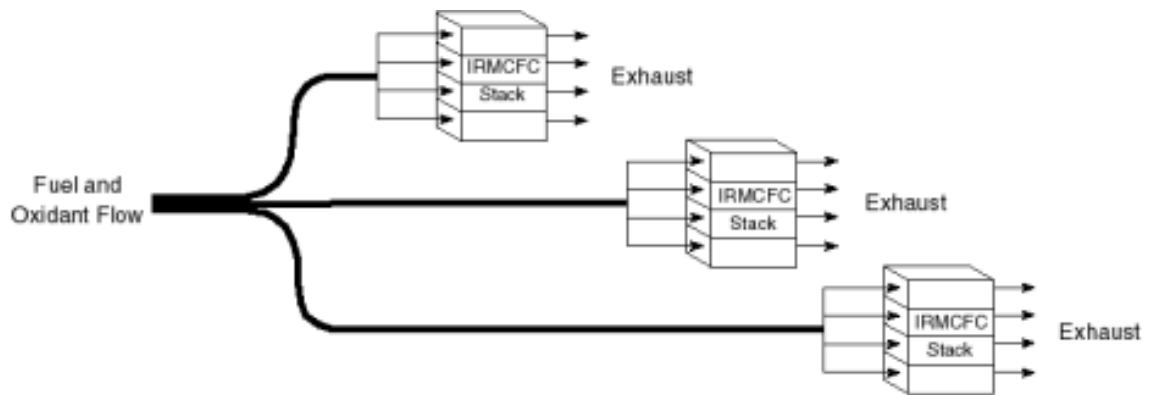 IRMCFC
Stack
Exhaust
Fuel and
Oxidant Flow
IRMCFC
Stack
Exhaust
IRMCFC
Stack
Exhaust